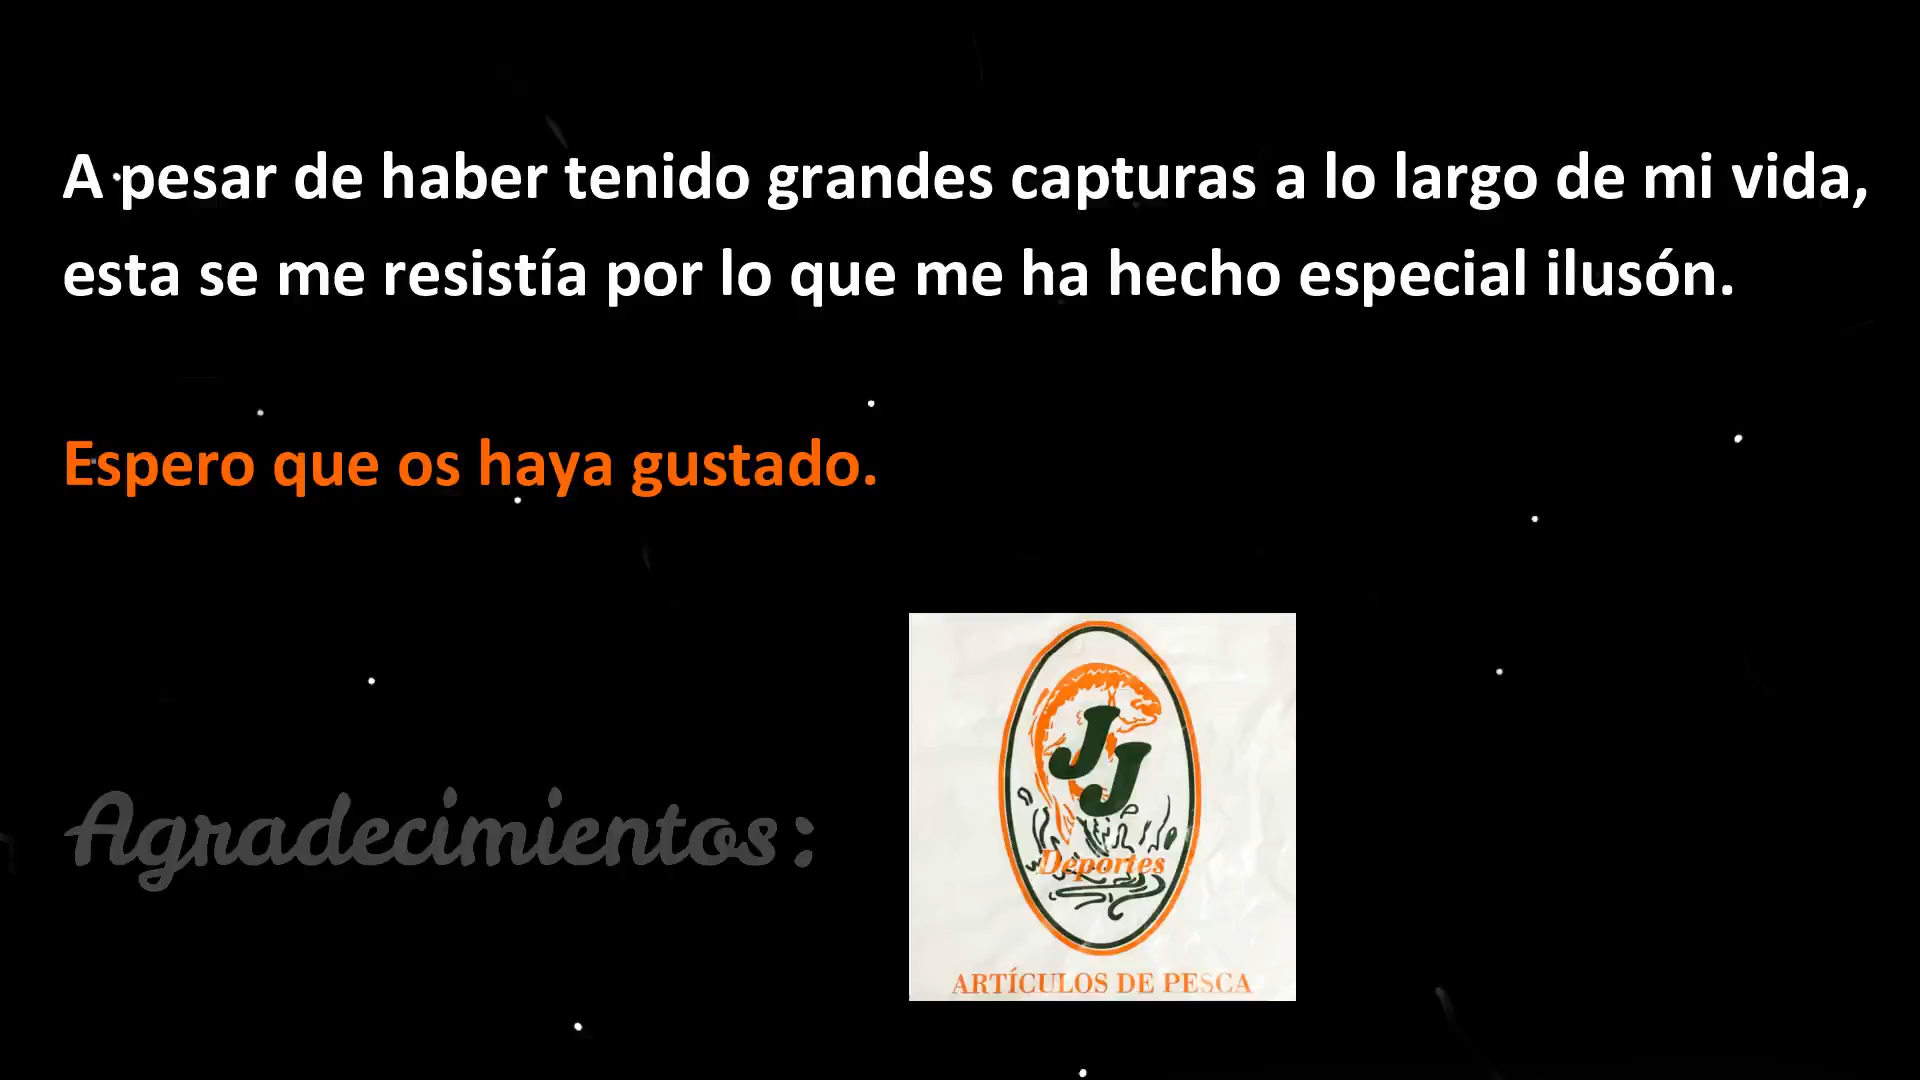 A pesar de haber tenido grandes capturas a lo largo de mi vida,
esta se me resistía por lo que me ha hecho especial ilusón.
Espero que os haya gustado.
Agradecimientos:
JJ
Deportes
ARTÍCULOS DE PESCA